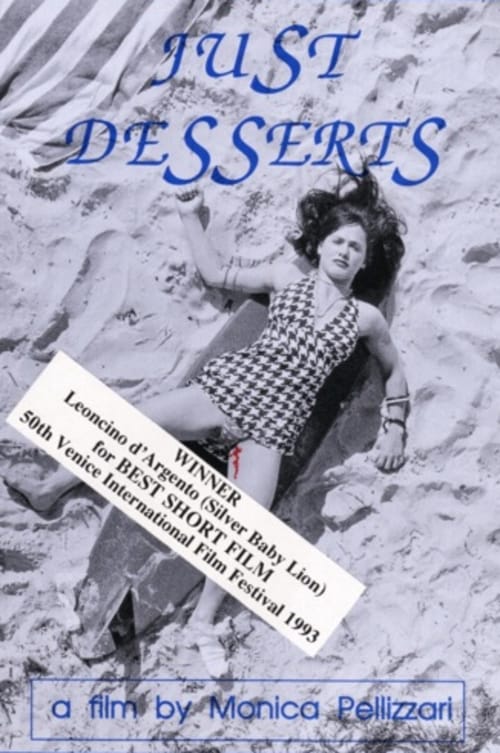 JUST
DESSERTS
WINNER
Leoncino d'Argento (Silver Baby Lion)
for BEST SHORT FILM
50th Venice International Film Festival 1993
a film by Monica Pellizzari